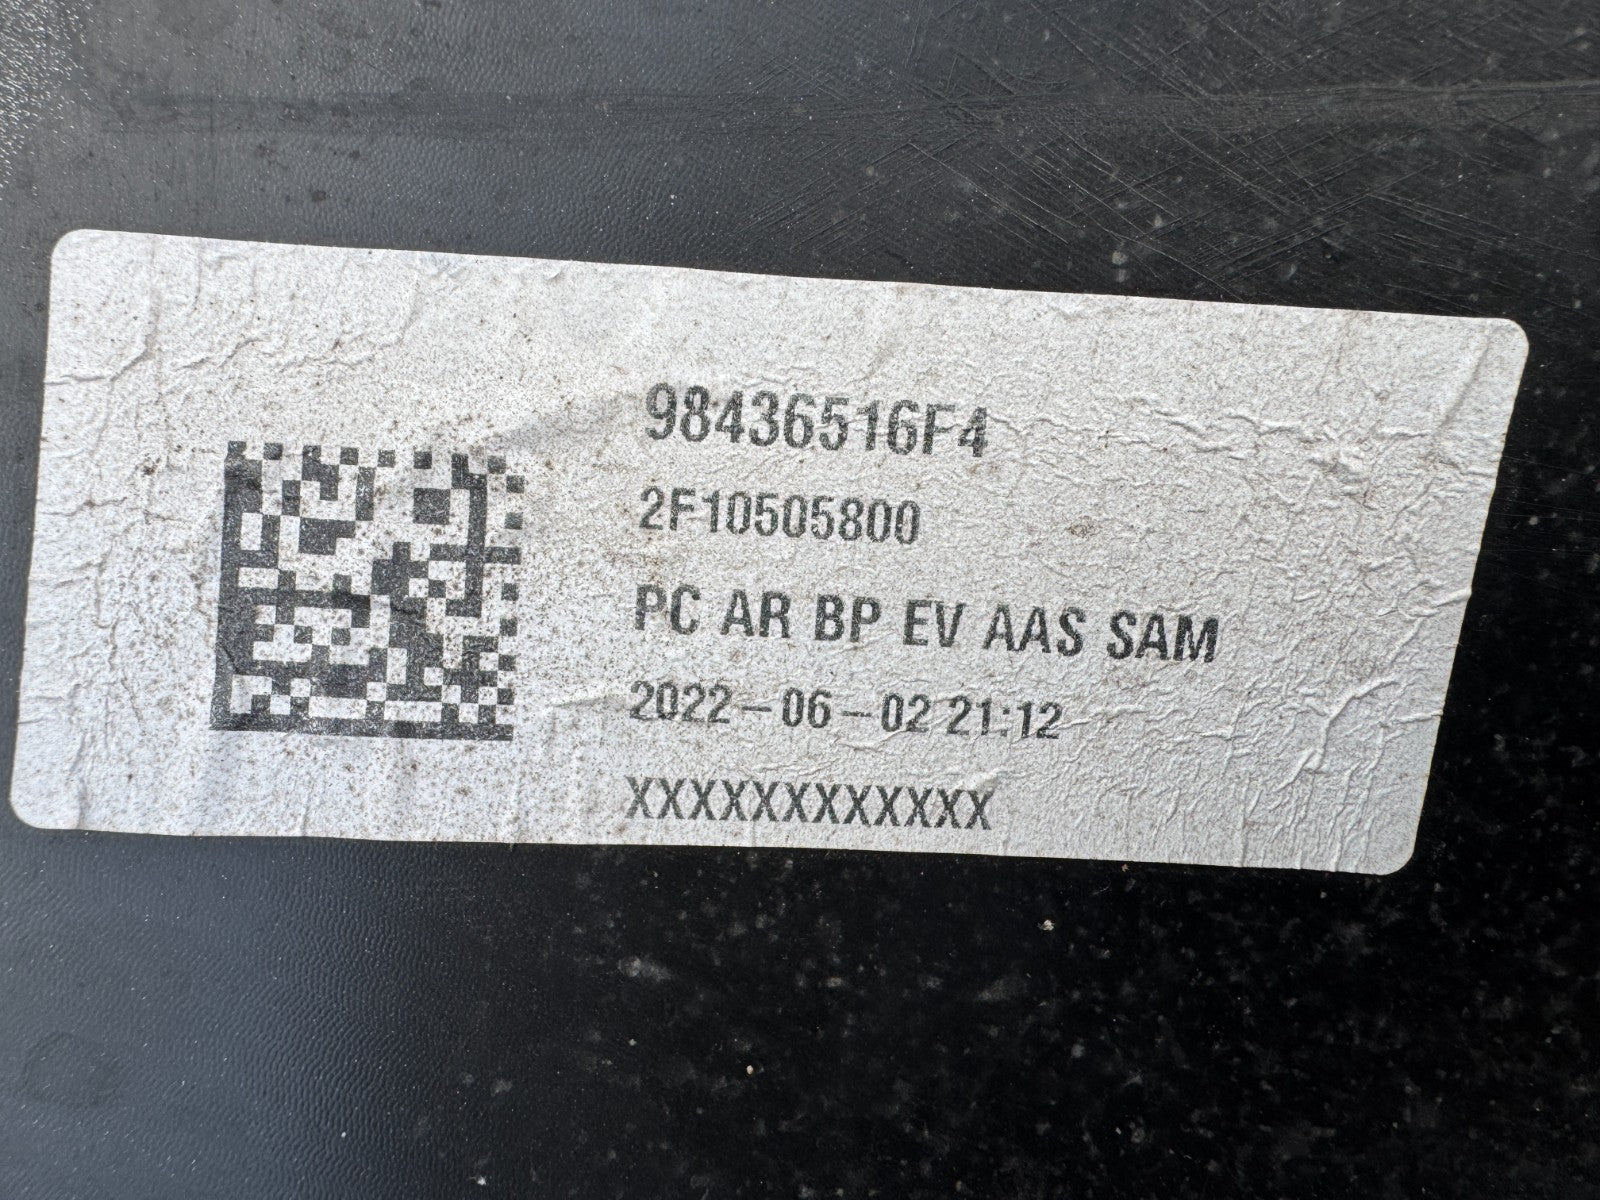 98436516F4
2F10505800
PC AR BP EV AAS SAM
2022-06-02 21:12
XXXXXXXXXXXX